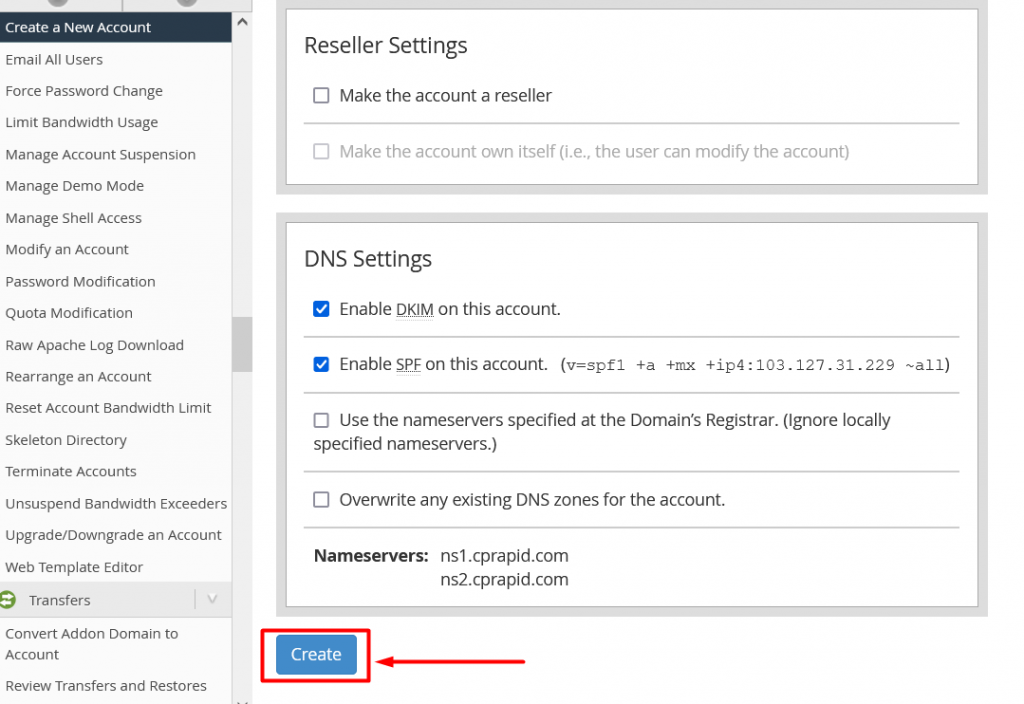 Create a New Account
Email All Users
Force Password Change
Limit Bandwidth Usage
Manage Account Suspension
Manage Demo Mode
Manage Shell Access
Modify an Account
Password Modification
Quota Modification
Raw Apache Log Download
Rearrange an Account
Reset Account Bandwidth Limit
Skeleton Directory
Terminate Accounts
Unsuspend Bandwidth Exceeders
Upgrade/Downgrade an Account
Web Template Editor
Transfers
Convert Addon Domain to
Account
Review Transfers and Restores
Reseller Settings
Make the account a reseller
Make the account own itself (i.e., the user can modify the account)
DNS Settings
Enable DKIM on this account.
Enable SPF on this account. (v=spf1 +a +mx +ip4:103.127.31.229 ~all)
Use the nameservers specified at the Domain’s Registrar. (Ignore locally
specified nameservers.)
Overwrite any existing DNS zones for the account.
Nameservers: ns1.cprapid.com
ns2.cprapid.com
Create